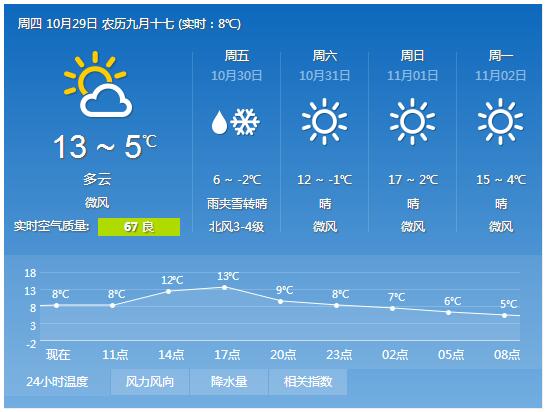 周四 10月29日 农历九月十七 (实时：8℃)
13 ~ 5℃
多云
微风
实时空气质量: 67 良
周五
10月30日
6 ~ -2℃
雨夹雪转晴
北风3-4级
周六
10月31日
12 ~ -1℃
晴
微风
周日
11月01日
17 ~ 2℃
晴
微风
周一
11月02日
15 ~ 4℃
晴
微风
18
13
8
3
-2
8℃ 8℃ 12℃ 13℃ 9℃ 8℃ 7℃ 6℃ 5℃
现在 11点 14点 17点 20点 23点 02点 05点 08点
24小时温度 风力风向 降水量 相关指数